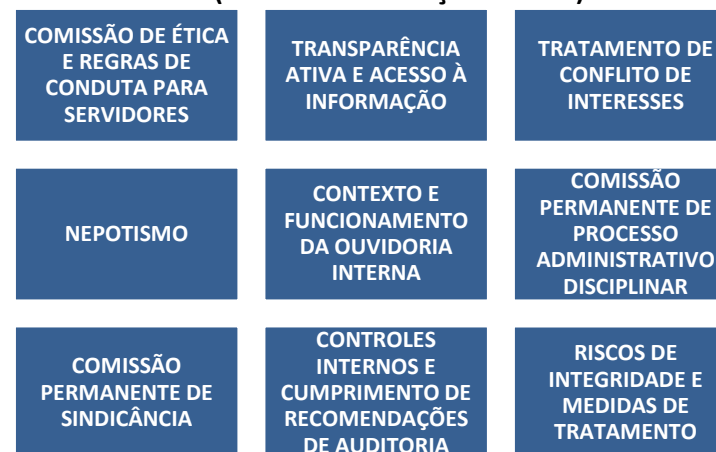 COMISSÃO DE ÉTICA
E REGRAS DE
CONDUTA PARA
SERVIDORES
TRANSPARÊNCIA
ATIVA E ACESSO À
INFORMAÇÃO
TRATAMENTO DE
CONFLITO DE
INTERESSES
NEPOTISMO
CONTEXTO E
FUNCIONAMENTO
DA OUVIDORIA
INTERNA
COMISSÃO
PERMANENTE DE
PROCESSO
ADMINISTRATIVO
DISCIPLINAR
COMISSÃO
PERMANENTE DE
SINDICÂNCIA
CONTROLES
INTERNOS E
CUMPRIMENTO DE
RECOMENDAÇÕES
DE AUDITORIA
RISCOS DE
INTEGRIDADE E
MEDIDAS DE
TRATAMENTO